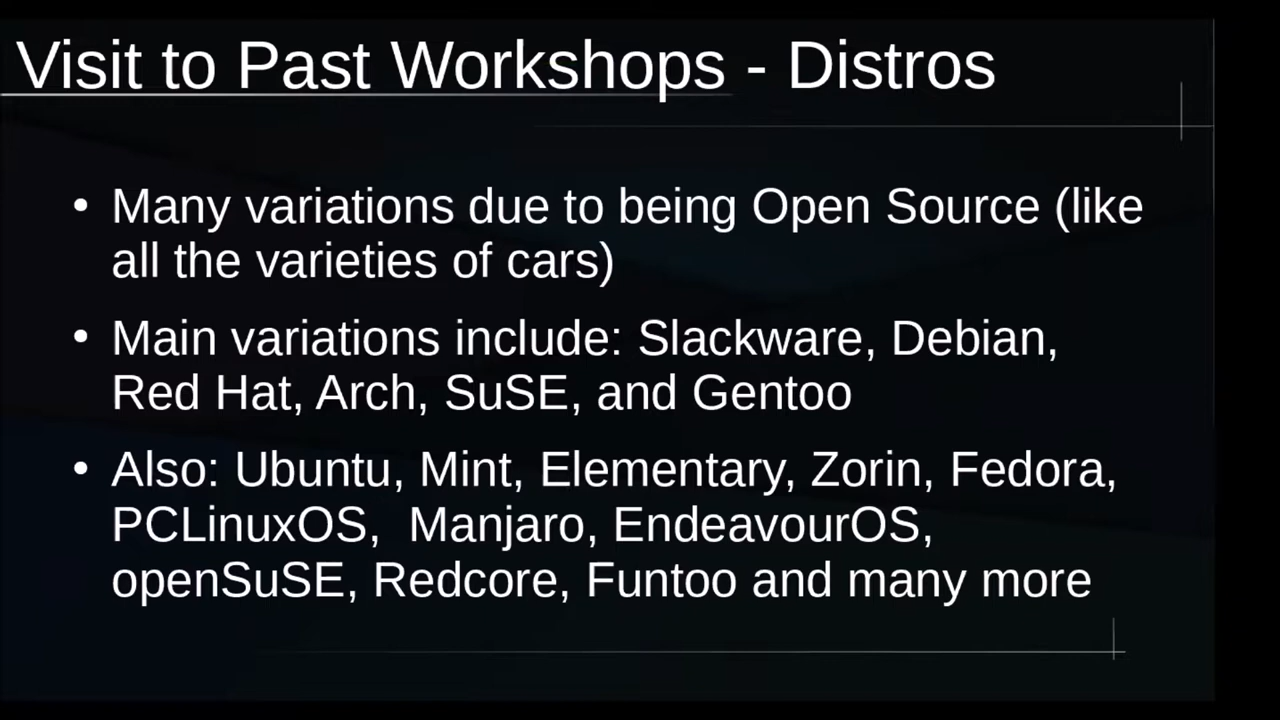 Visit to Past Workshops - Distros
• Many variations due to being Open Source (like
all the varieties of cars)
• Main variations include: Slackware, Debian,
Red Hat, Arch, SuSE, and Gentoo
• Also: Ubuntu, Mint, Elementary, Zorin, Fedora,
PCLinuxOS,  Manjaro, EndeavourOS,
openSuSE, Redcore, Funtoo and many more